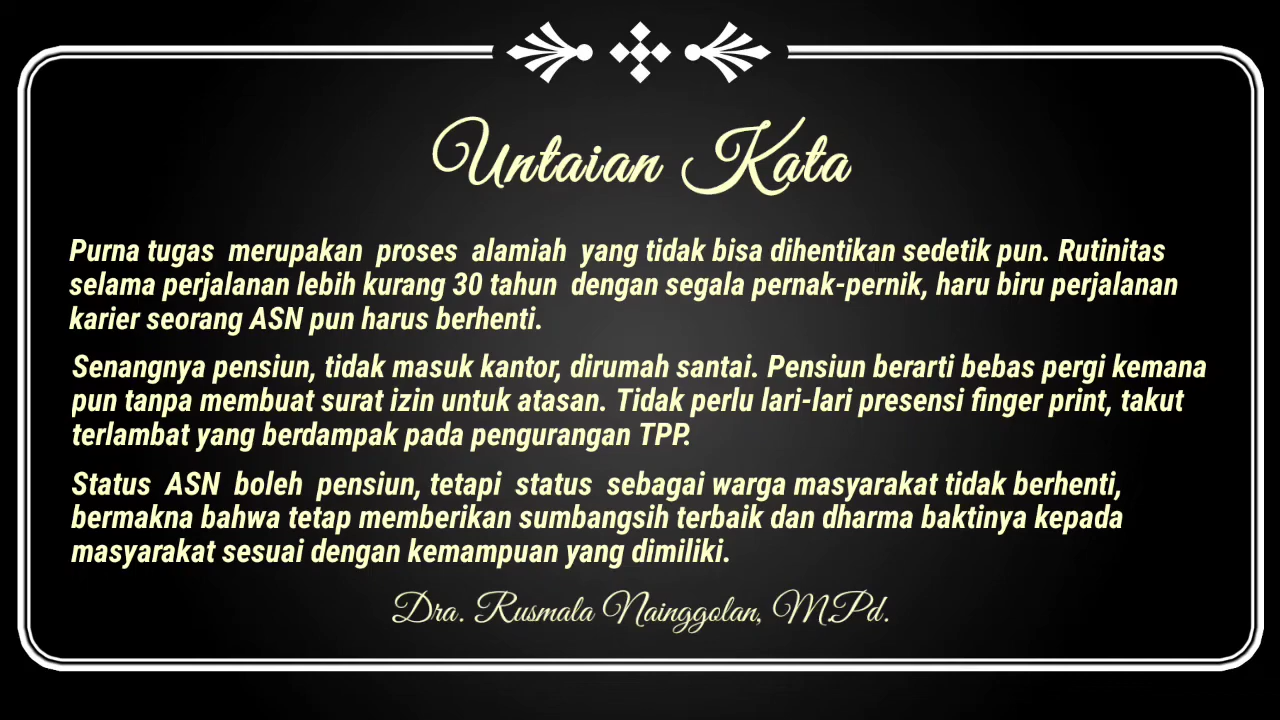 Untaian Kata
Purna tugas merupakan proses alamiah yang tidak bisa dihentikan sedetik pun. Rutinitas
selama perjalanan lebih kurang 30 tahun dengan segala pernak-pernik, haru biru perjalanan
karier seorang ASN pun harus berhenti.
Senangnya pensiun, tidak masuk kantor, dirumah santai. Pensiun berarti bebas pergi kemana
pun tanpa membuat surat izin untuk atasan. Tidak perlu lari-lari presensi finger print, takut
terlambat yang berdampak pada pengurangan TPP.
Status ASN boleh pensiun, tetapi status sebagai warga masyarakat tidak berhenti,
bermakna bahwa tetap memberikan sumbangsih terbaik dan dharma baktinya kepada
masyarakat sesuai dengan kemampuan yang dimiliki.
Dra. Rusmala Nainggolan, M.Pd.